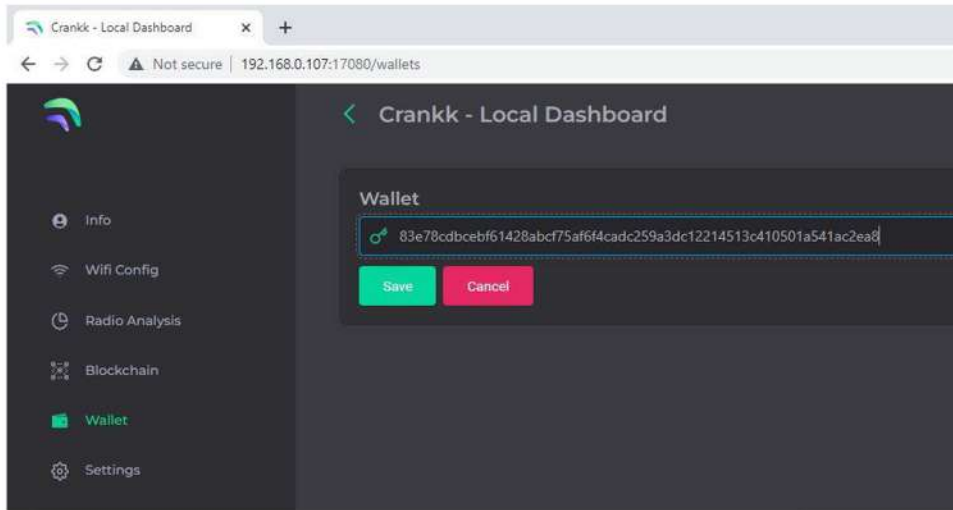 Crankk - Local Dashboard
Not secure | 192.168.0.107:17080/wallets
Crankk - Local Dashboard
Wallet
83e78cdbcebf61428abcf75af6f4cadc259a3dc12214513c410501a541ac2ea8
Save Cancel
Info
Wifi Config
Radio Analysis
Blockchain
Wallet
Settings